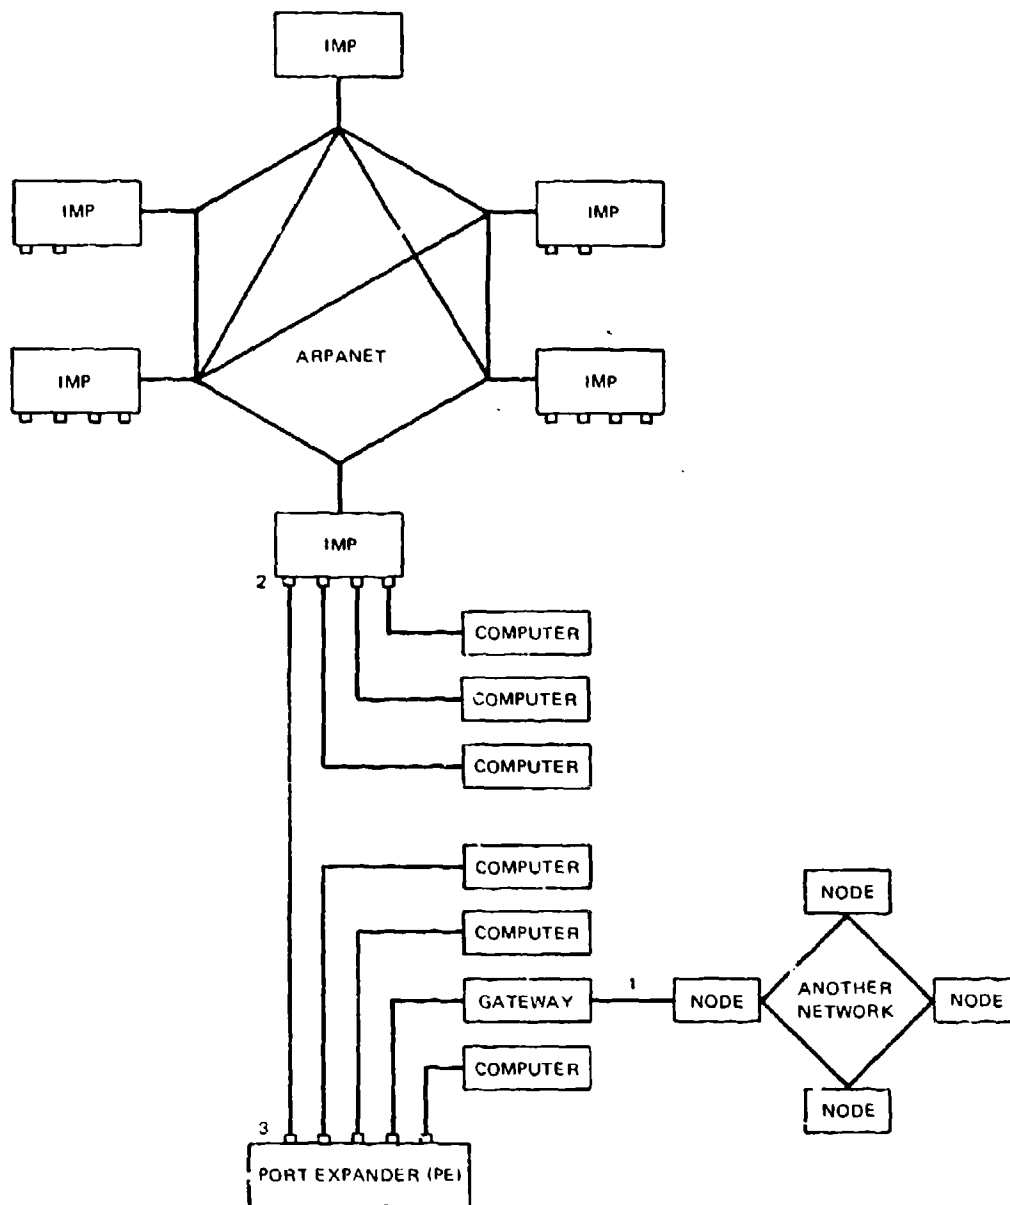 IMP
IMP
IMP
ARPANET
IMP
IMP
IMP
2
COMPUTER
COMPUTER
COMPUTER
COMPUTER
COMPUTER
GATEWAY
1
COMPUTER
NODE
NODE
ANOTHER
NETWORK
NODE
NODE
3
PORT EXPANDER (PE)